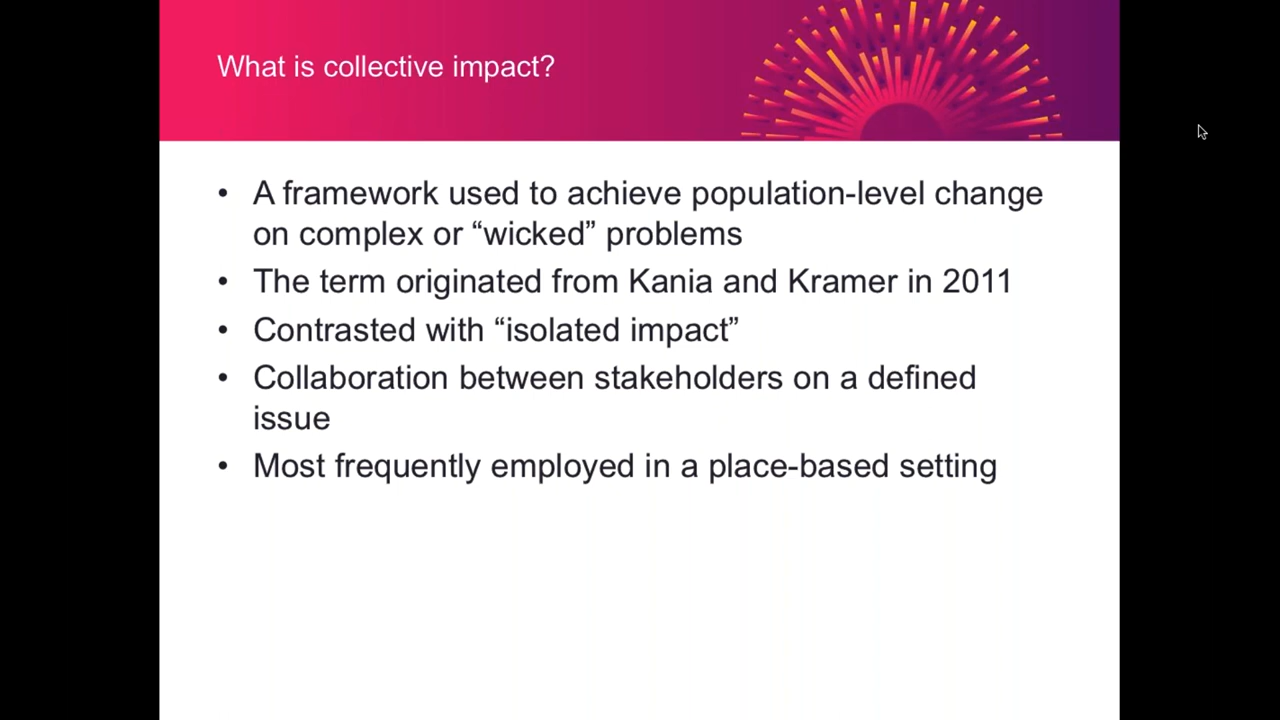 What is collective impact?
• A framework used to achieve population-level change
on complex or “wicked” problems
• The term originated from Kania and Kramer in 2011
• Contrasted with “isolated impact”
• Collaboration between stakeholders on a defined
issue
• Most frequently employed in a place-based setting